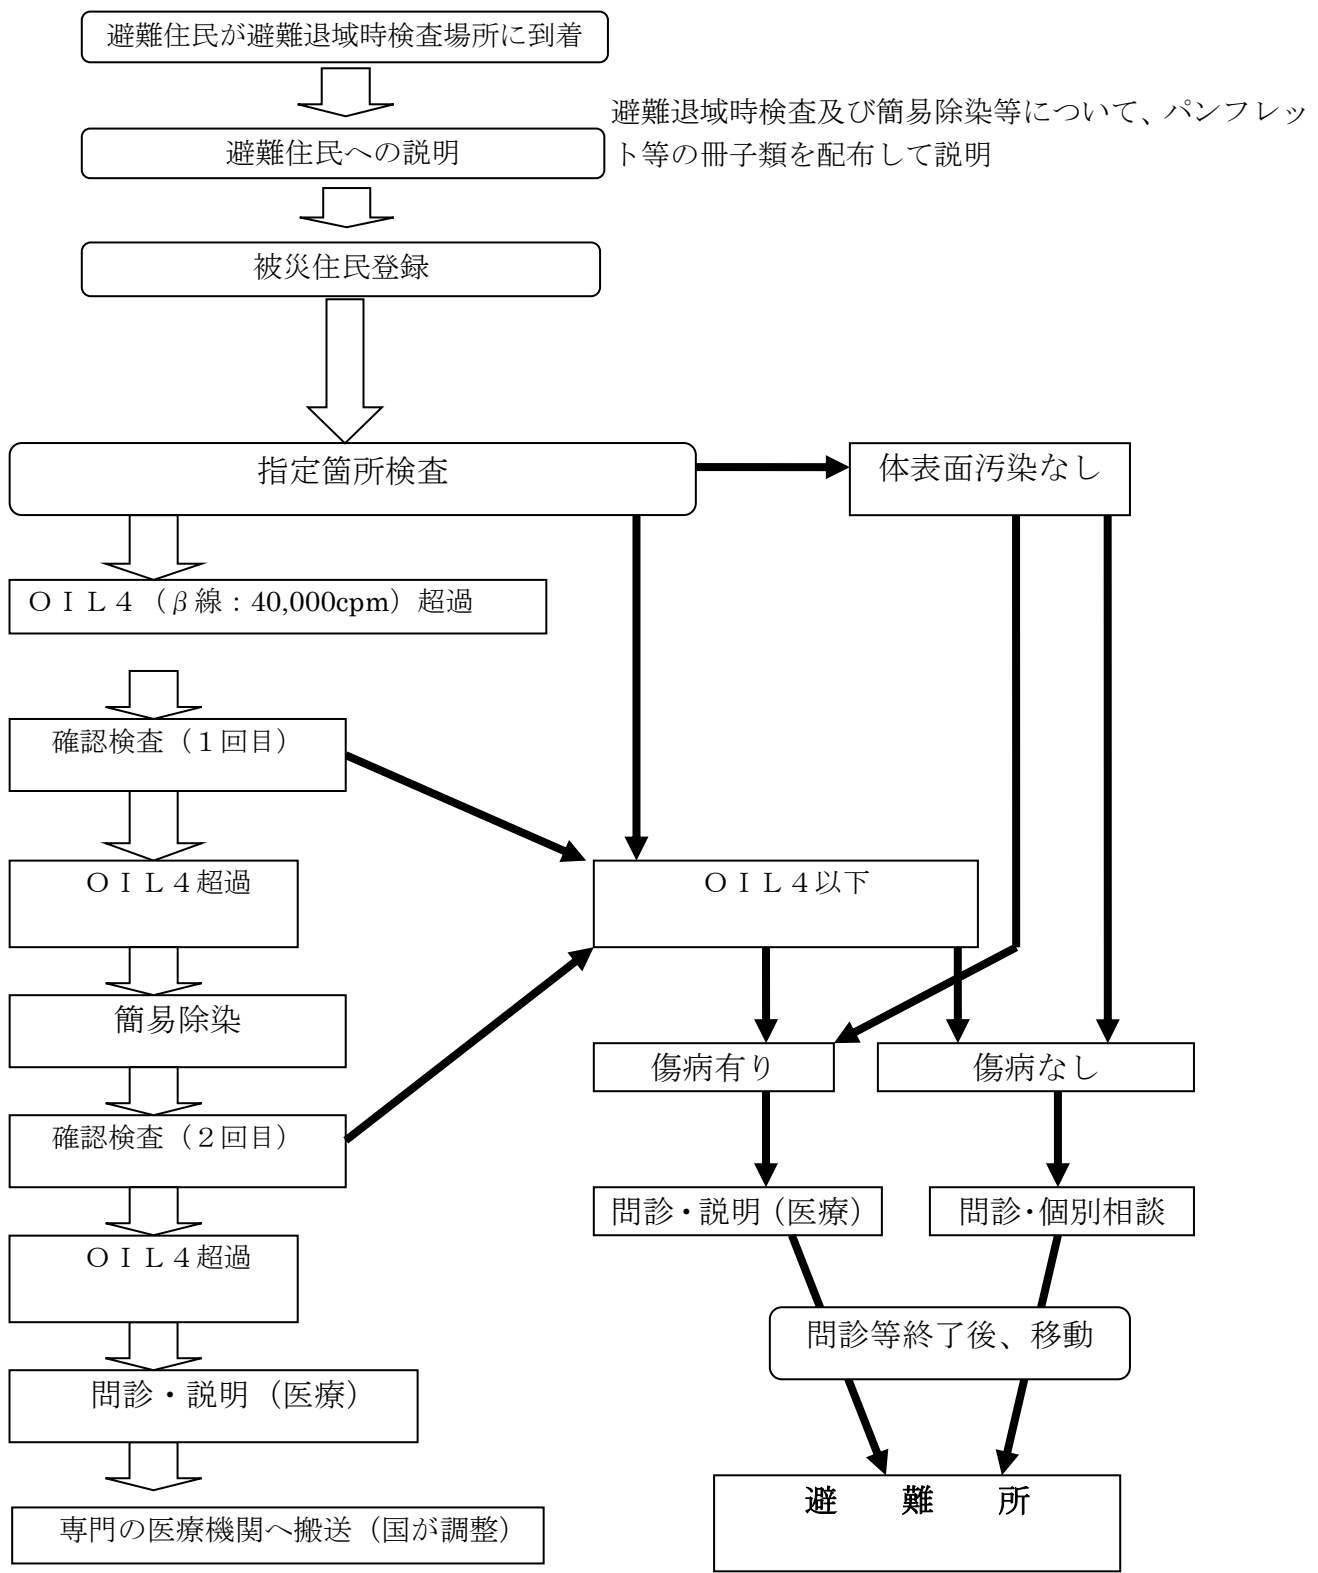 避難住民が避難退域時検査場所に到着
避難退域時検査及び簡易除染等について、パンフレッ
ト等の冊子類を配布して説明
避難住民への説明
被災住民登録
指定箇所検査
体表面汚染なし
ＯＩＬ４（β線：40,000cpm）超過
確認検査（１回目）
ＯＩＬ４超過
ＯＩＬ４以下
簡易除染
傷病有り
傷病なし
確認検査（２回目）
問診・説明（医療）
問診・個別相談
ＯＩＬ４超過
問診等終了後、移動
問診・説明（医療）
避　難　所
専門の医療機関へ搬送（国が調整）